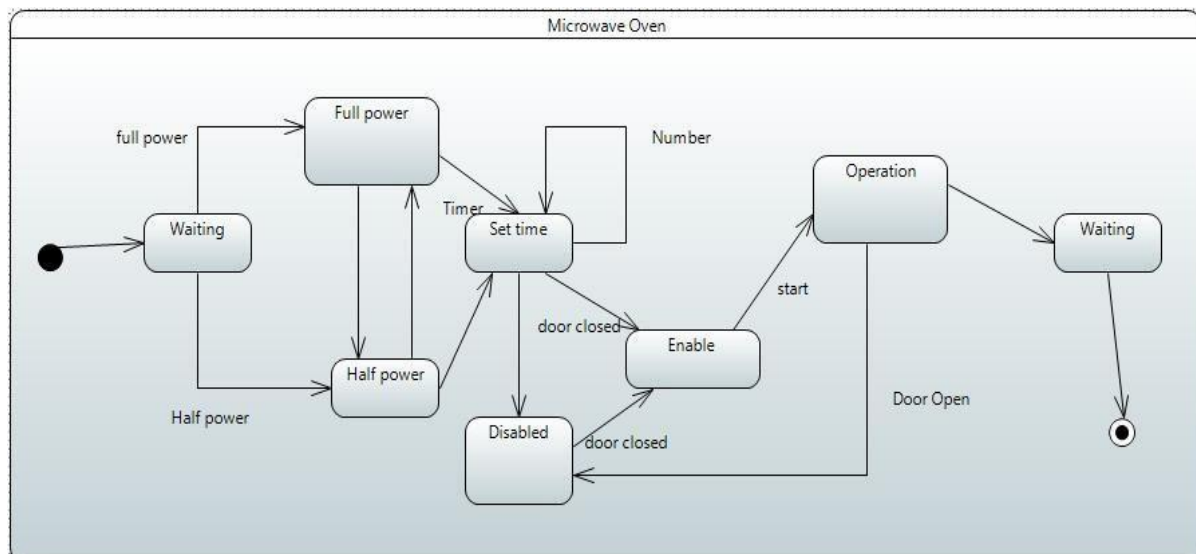 Microwave Oven
Full power
full power
Number
Operation
Timer
Waiting
Set time
Waiting
start
door closed
Enable
Half power
Door Open
Half power
Disabled
door closed